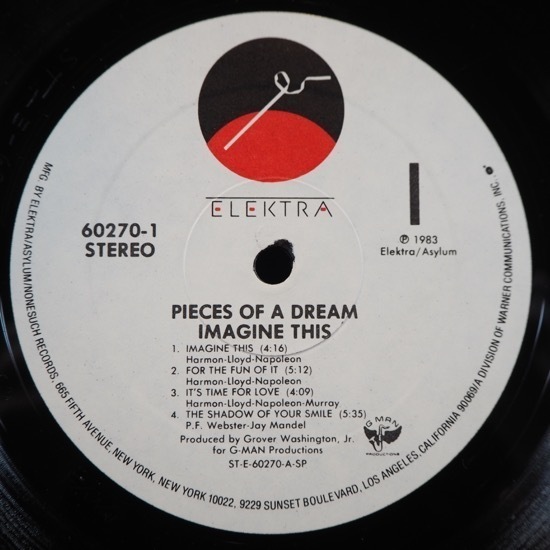 ELEKTRA
60270-1
STEREO
I
℗ 1983
Elektra/Asylum
PIECES OF A DREAM
IMAGINE THIS
1. IMAGINE THIS (4:16)
Harmon-Lloyd-Napoleon
2. FOR THE FUN OF IT (5:12)
Harmon-Lloyd-Napoleon
3. IT'S TIME FOR LOVE (4:09)
Harmon-Lloyd-Napoleon-Murray
4. THE SHADOW OF YOUR SMILE (5:35)
P.F. Webster-Jay Mandel
Produced by Grover Washington, Jr.
for G-MAN Productions
ST-E-60270-A-SP
G-MAN
PRODUCTIONS
MFG BY ELEKTRA/ASYLUM/NONESUCH RECORDS, 665 FIFTH AVENUE, NEW YORK, NEW YORK 10022, 9229 SUNSET BOULEVARD, LOS ANGELES, CALIFORNIA 90069/A DIVISION OF WARNER COMMUNICATIONS, INC.